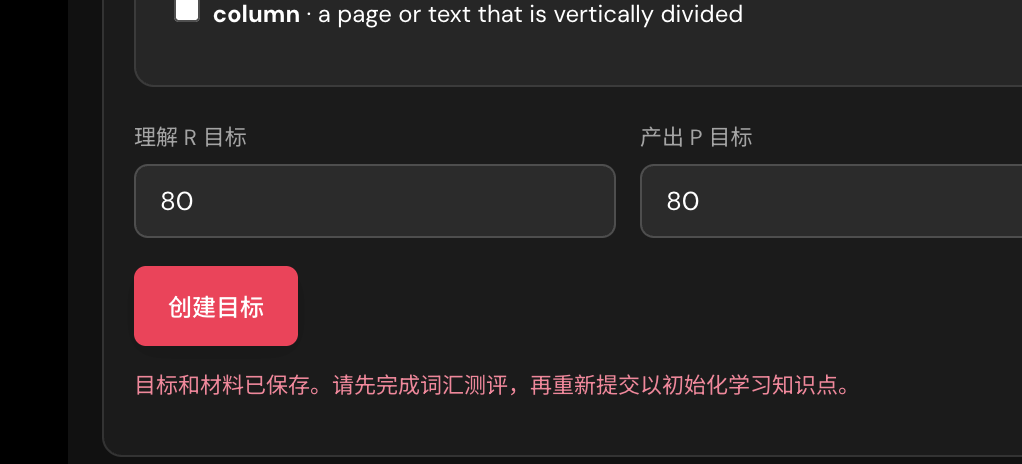 column · a page or text that is vertically divided
理解 R 目标
产出 P 目标
80
80
创建目标
目标和材料已保存。请先完成词汇测评，再重新提交以初始化学习知识点。